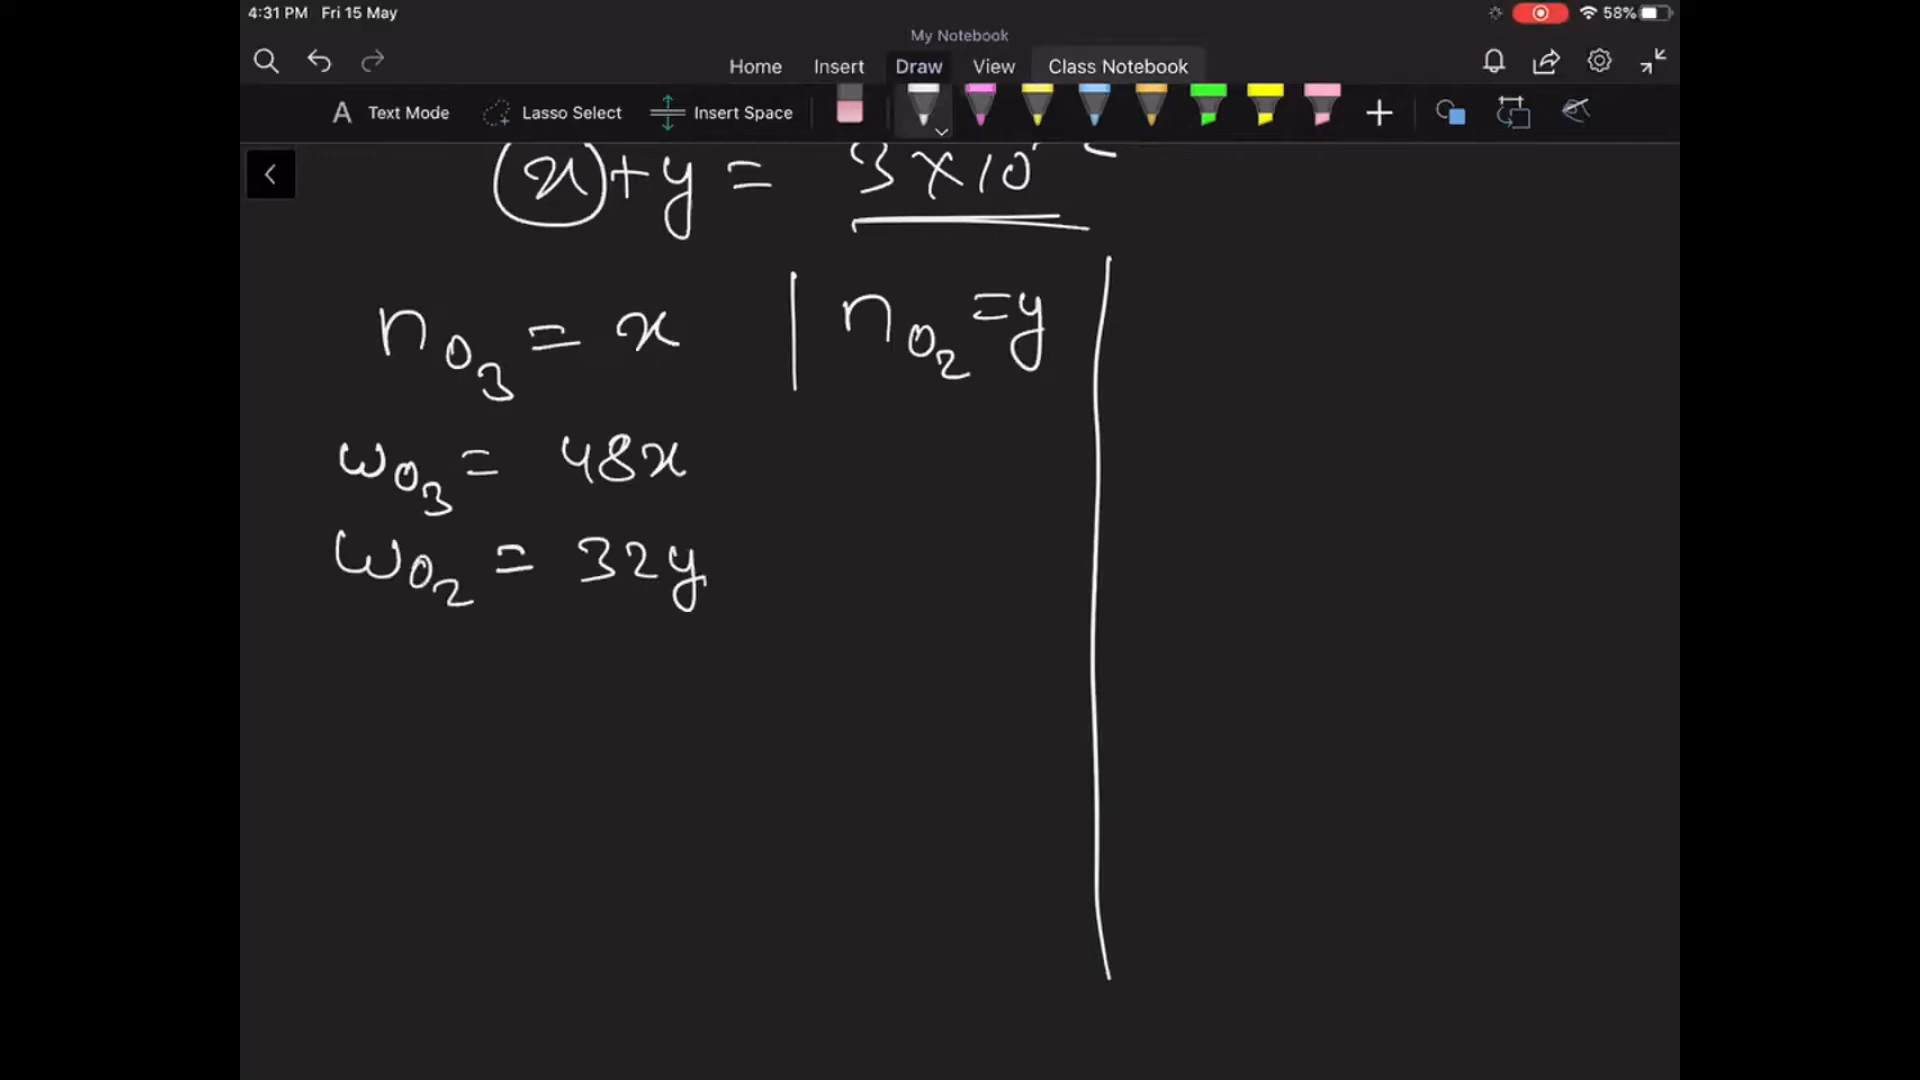 4:31 PM Fri 15 May
58%
My Notebook
Home Insert Draw View Class Notebook
A Text Mode Lasso Select Insert Space
(x)+y = 3×10
n_{O_3} = x | n_{O_2} = y
w_{O_3} = 48x
w_{O_2} = 32y